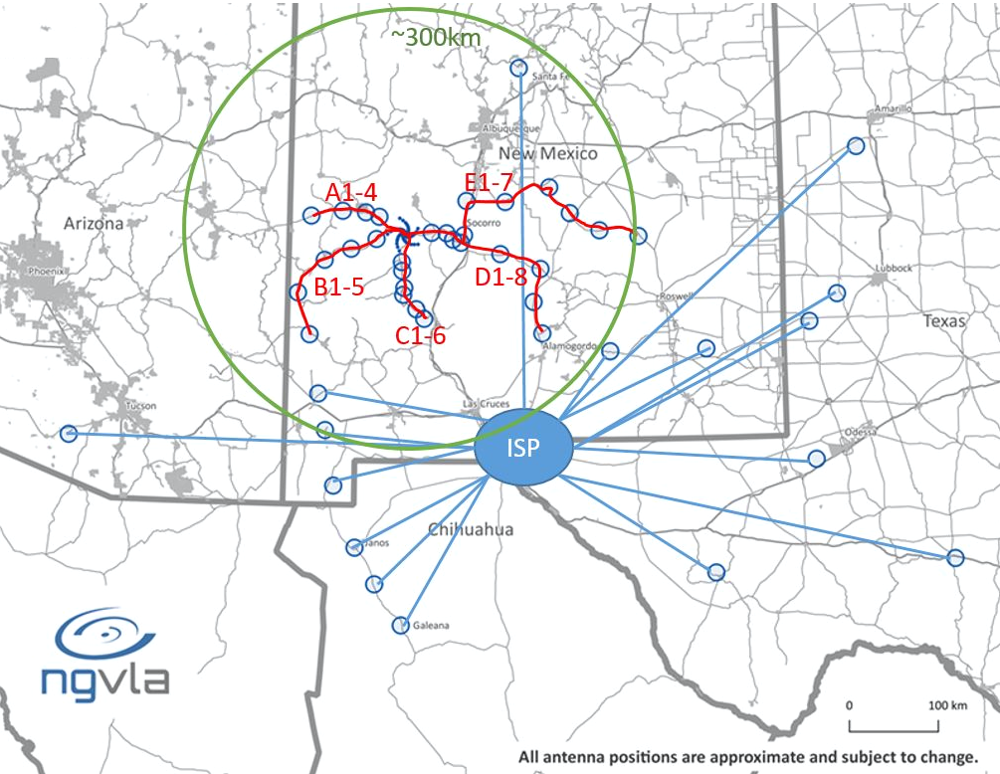 ~300km
Santa Fe
Amarillo
Albuquerque
New Mexico
E1-7
A1-4
Arizona
Socorro
Phoenix
Lubbock
D1-8
B1-5
Roswell
Texas
C1-6
Alamogordo
Tucson
Las Cruces
Odessa
ISP
Chihuahua
Janos
Galeana
ngvla
0 100 km
All antenna positions are approximate and subject to change.